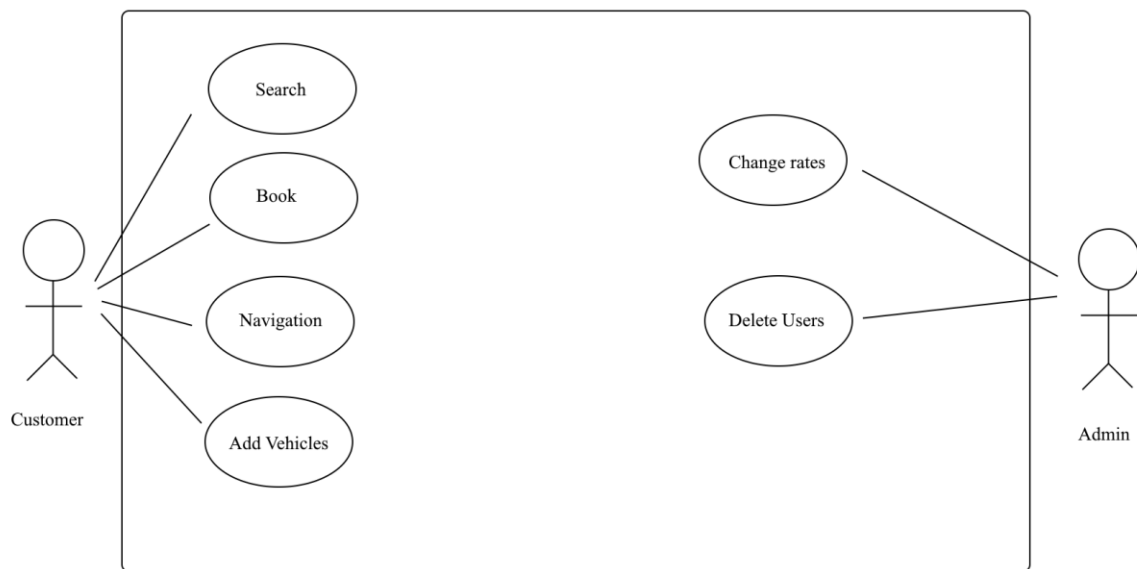 Search
Book
Navigation
Add Vehicles
Customer
Change rates
Delete Users
Admin